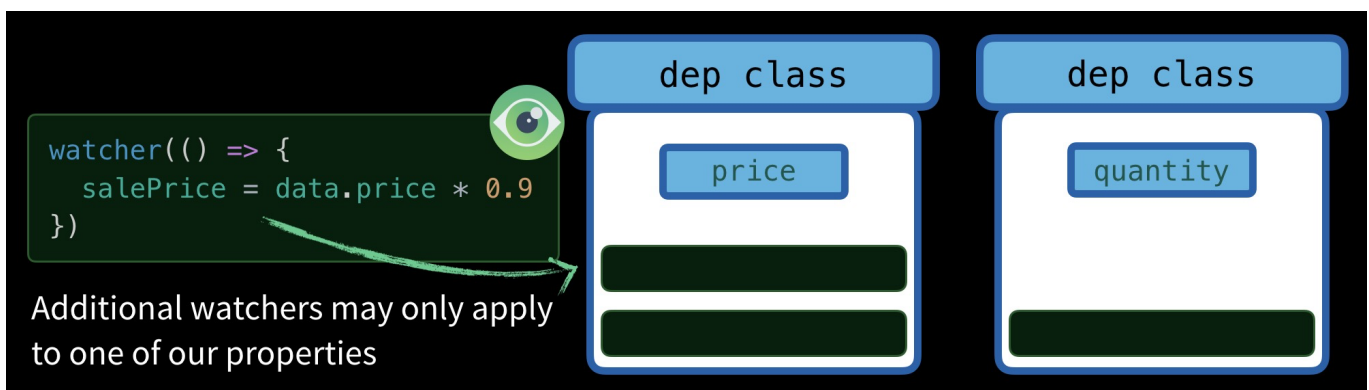 dep class
dep class
watcher(() => {
salePrice = data.price * 0.9
})
price
quantity
Additional watchers may only apply
to one of our properties